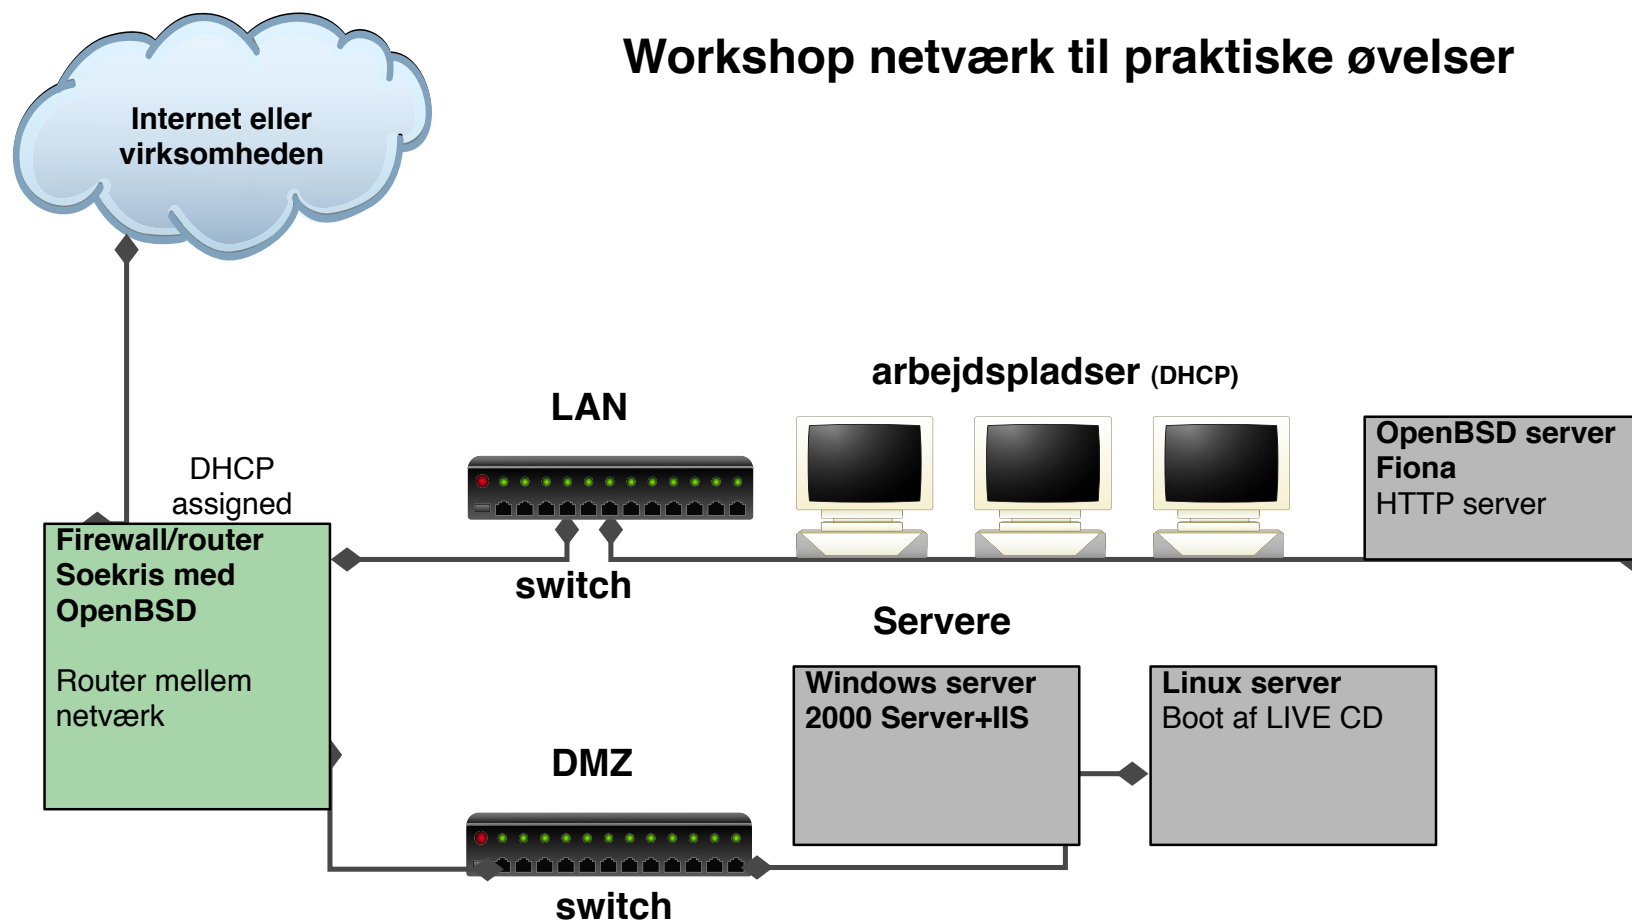 Workshop netværk til praktiske øvelser
Internet eller
virksomheden
arbejdspladser (DHCP)
LAN
OpenBSD server
Fiona
HTTP server
DHCP
assigned
Firewall/router
Soekris med
OpenBSD
Router mellem
netværk
switch
Servere
Windows server
2000 Server+IIS
Linux server
Boot af LIVE CD
DMZ
switch